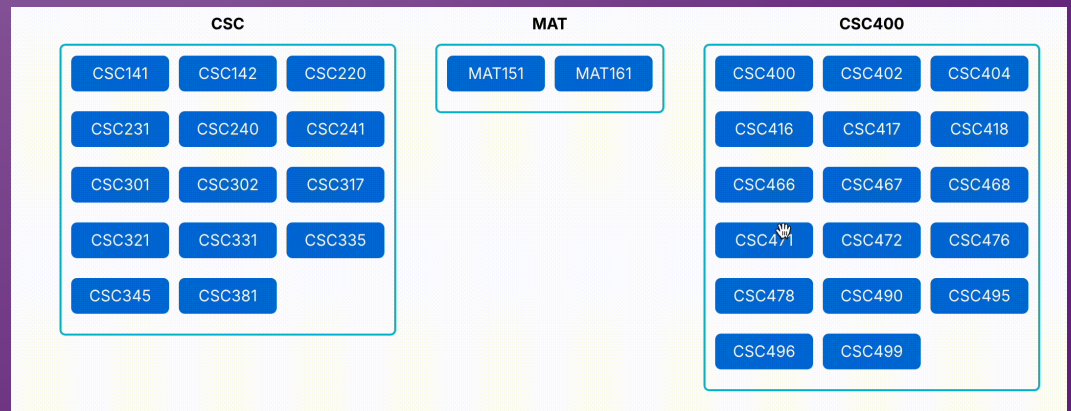 CSC MAT CSC400
CSC141 CSC142 CSC220 MAT151 MAT161 CSC400 CSC402 CSC404
CSC231 CSC240 CSC241 CSC416 CSC417 CSC418
CSC301 CSC302 CSC317 CSC466 CSC467 CSC468
CSC321 CSC331 CSC335 CSC471 CSC472 CSC476
CSC345 CSC381 CSC478 CSC490 CSC495
CSC496 CSC499